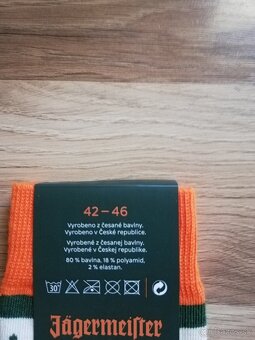 42 – 46
Vyrobeno z česané bavlny.
Vyrobeno v České republice.
Vyrobené z česanej bavlny.
Vyrobené v Českej republike.
80 % bavlna, 18 % polyamid,
2 % elastan.
30
Jägermeister